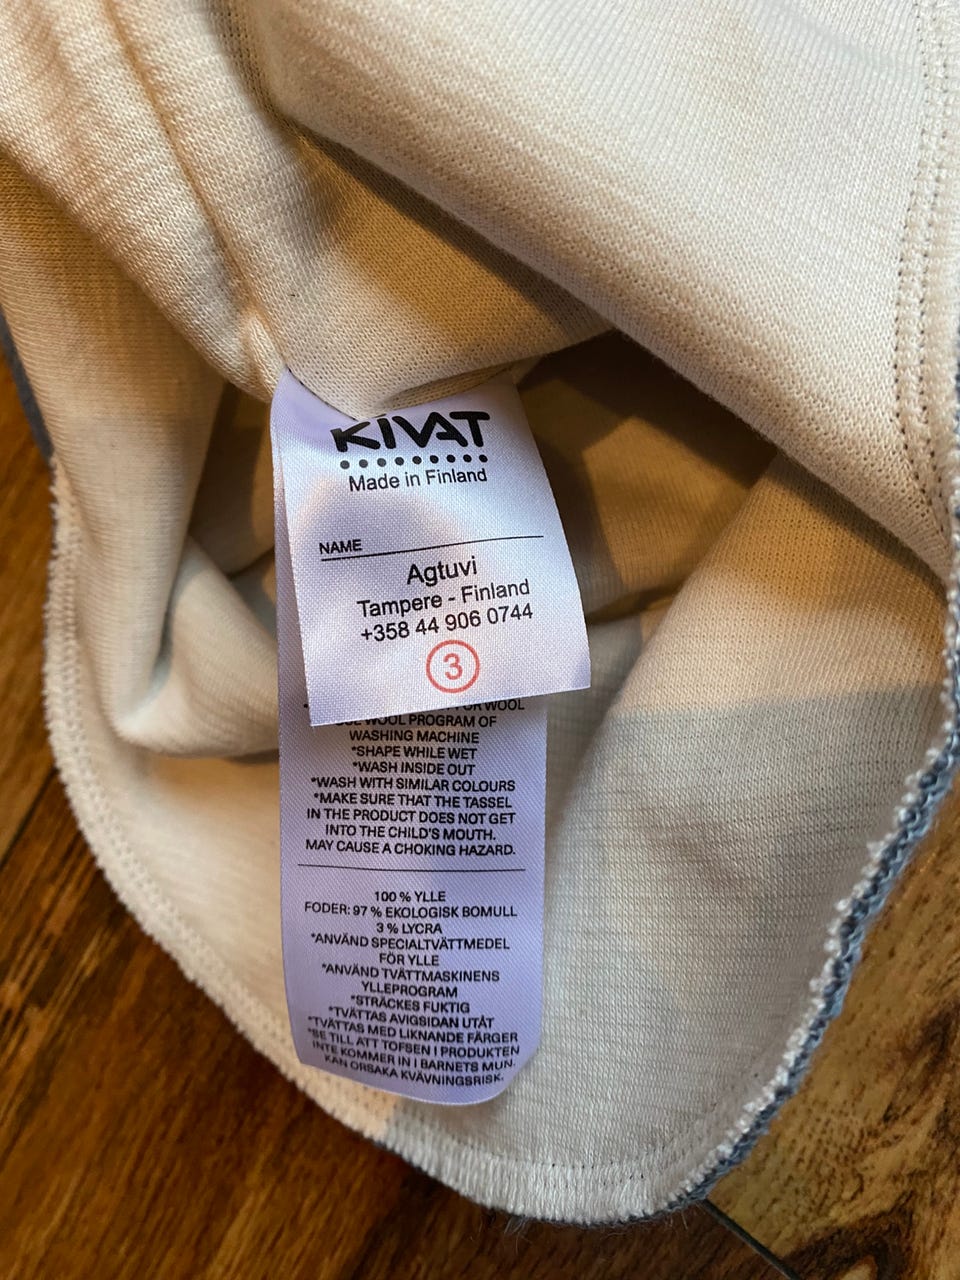 KIVAT
Made in Finland
NAME
Agtuvi
Tampere - Finland
+358 44 906 0744
3
WOOL
WOOL PROGRAM OF
WASHING MACHINE
*SHAPE WHILE WET
*WASH INSIDE OUT
*WASH WITH SIMILAR COLOURS
*MAKE SURE THAT THE TASSEL
IN THE PRODUCT DOES NOT GET
INTO THE CHILD'S MOUTH.
MAY CAUSE A CHOKING HAZARD.
100 % YLLE
FODER: 97 % EKOLOGISK BOMULL
3 % LYCRA
*ANVÄND SPECIALTVÄTTMEDEL
FÖR YLLE
*ANVÄND TVÄTTMASKINENS
YLLEPROGRAM
*STRÄCKES FUKTIG
*TVÄTTAS AVIGSIDAN UTÅT
*TVÄTTAS MED LIKNANDE FÄRGER
*SE TILL ATT TOFSEN I PRODUKTEN
INTE KOMMER IN I BARNETS MUN.
KAN ORSAKA KVÄVNINGSRISK.